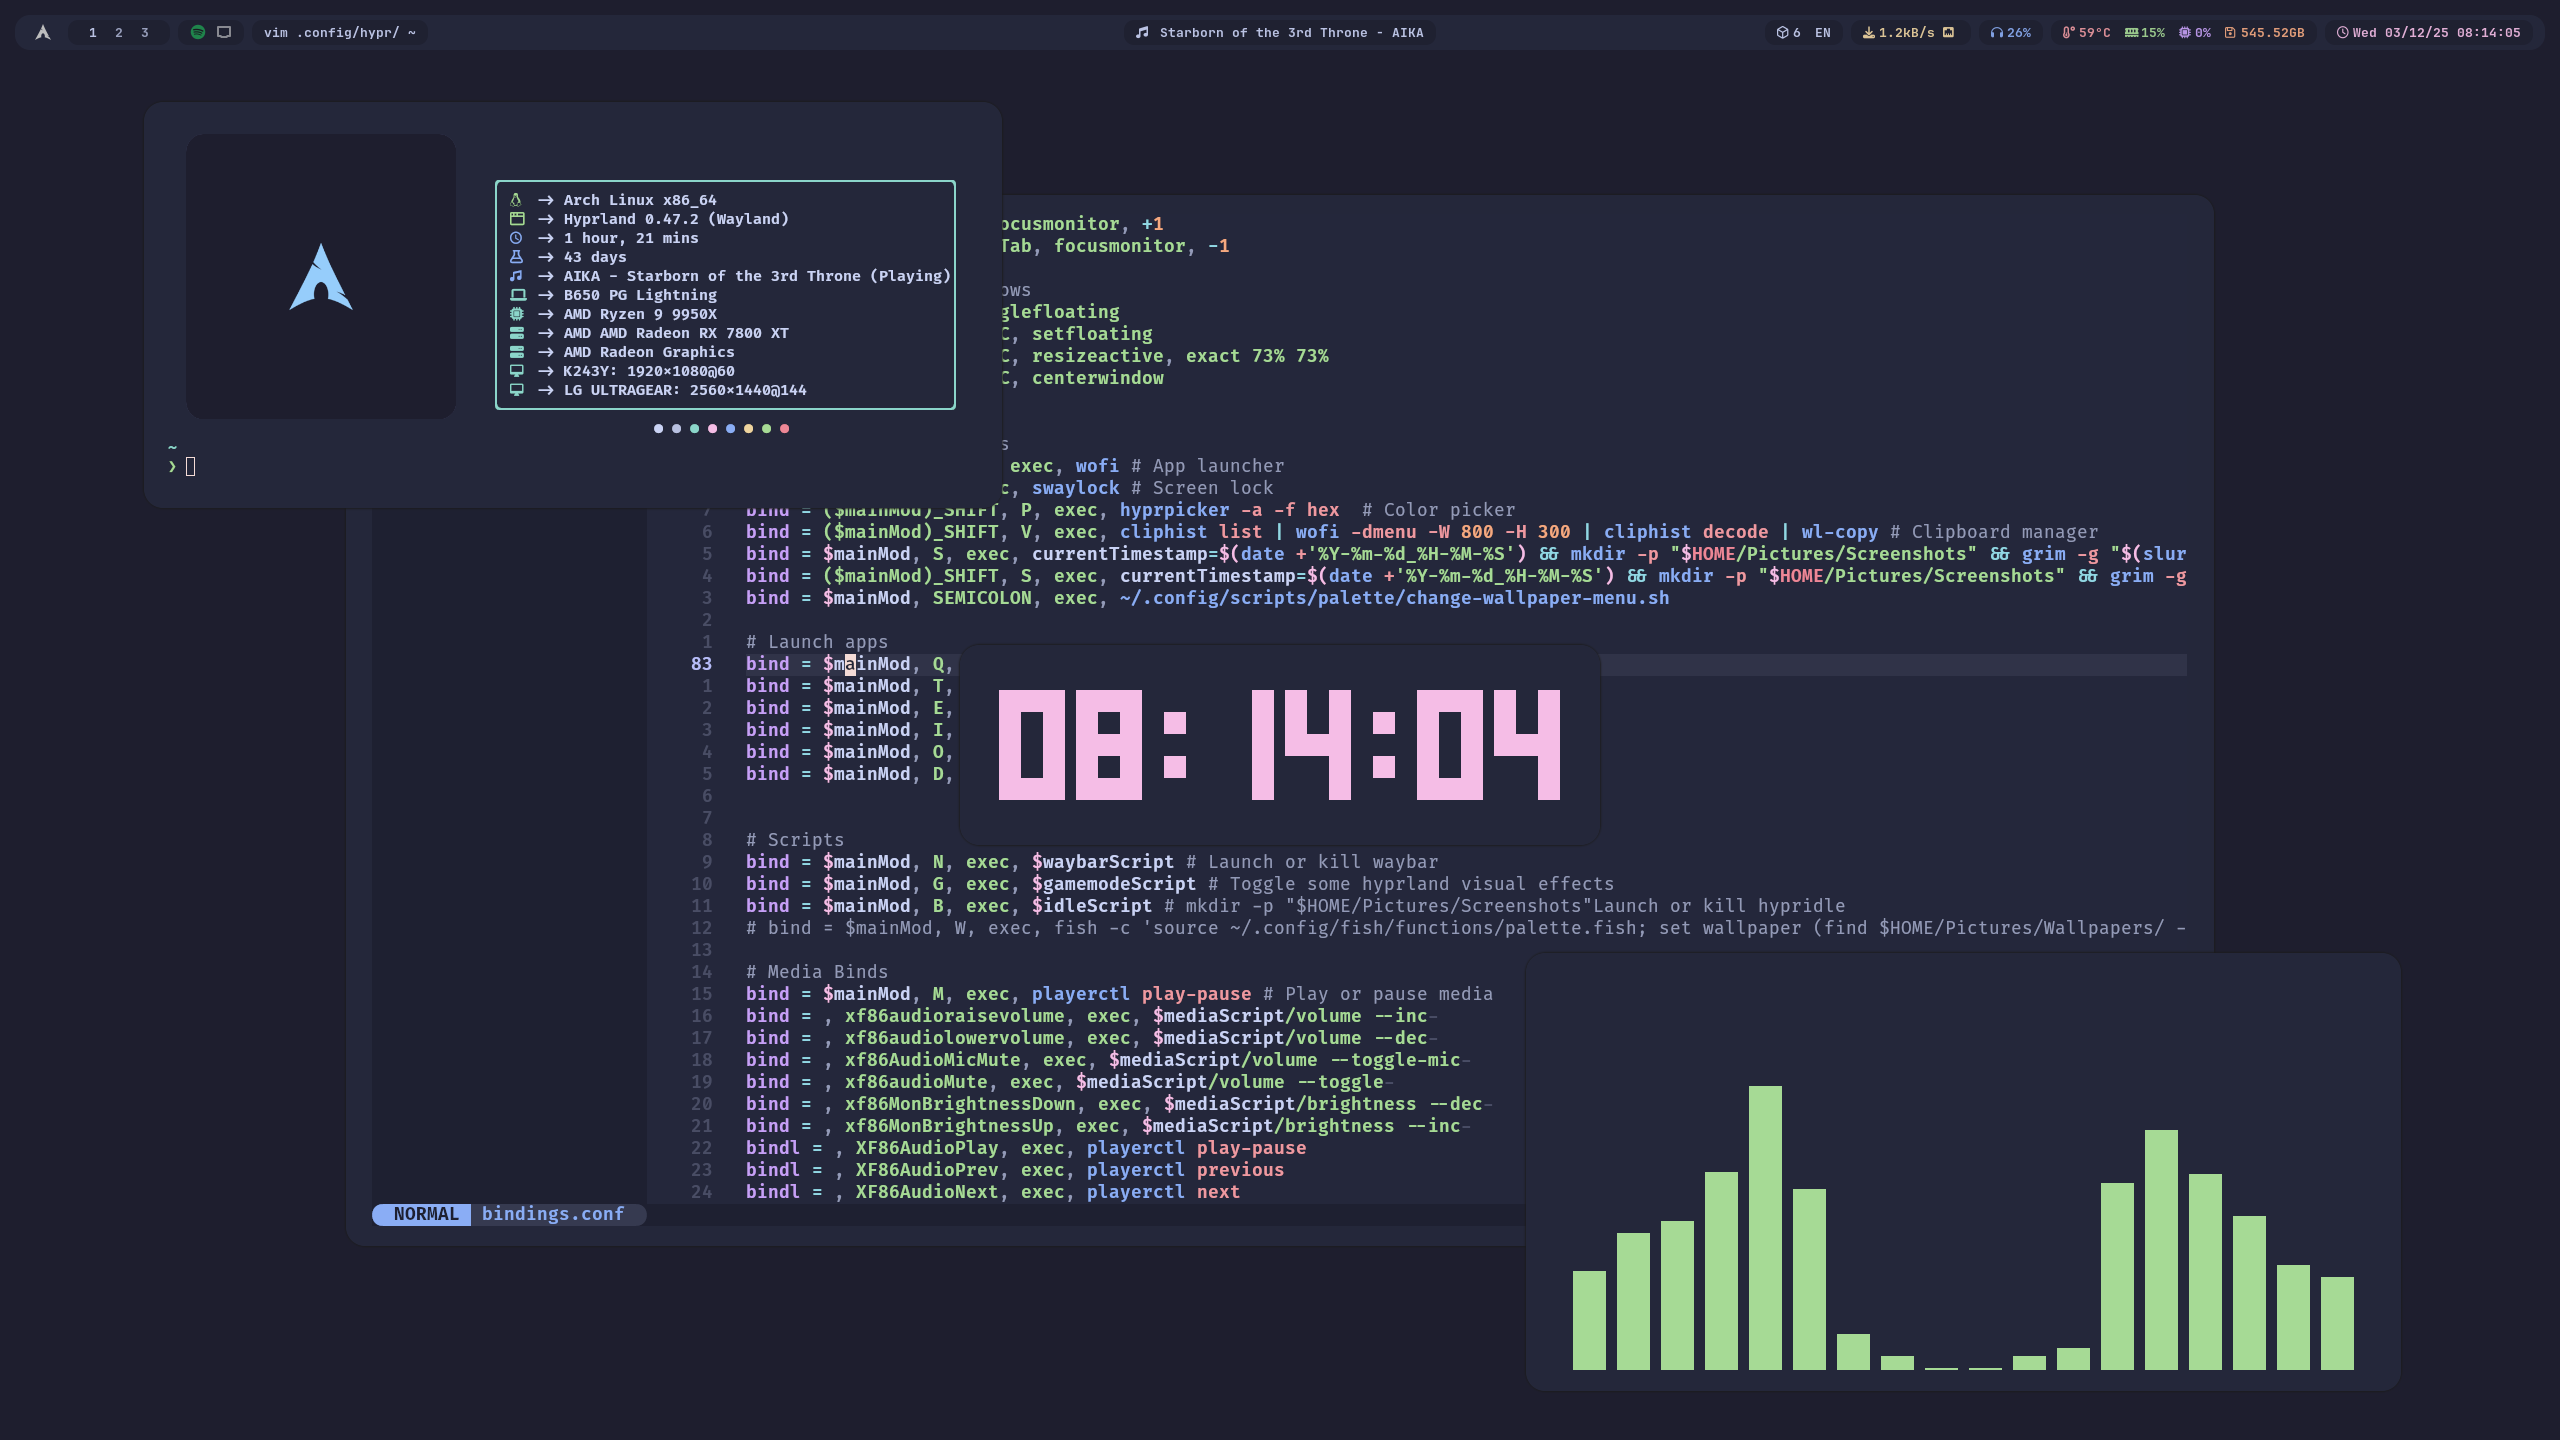 1 2 3
vim .config/hypr/ ~
Starborn of the 3rd Throne - AIKA
6 EN
1.2kB/s
26%
59°C 15% 0% 545.52GB
Wed 03/12/25 08:14:05
→ Arch Linux x86_64
→ Hyprland 0.47.2 (Wayland)
→ 1 hour, 21 mins
→ 43 days
→ AIKA - Starborn of the 3rd Throne (Playing)
→ B650 PG Lightning
→ AMD Ryzen 9 9950X
→ AMD AMD Radeon RX 7800 XT
→ AMD Radeon Graphics
→ K243Y: 1920×1080@60
→ LG ULTRAGEAR: 2560×1440@144
~
❯
ocusmonitor, +1
Tab, focusmonitor, -1
ows
glefloating
C, setfloating
C, resizeactive, exact 73% 73%
C, centerwindow
s
exec, wofi # App launcher
c, swaylock # Screen lock
7 bind = ($mainMod)_SHIFT, P, exec, hyprpicker -a -f hex  # Color picker
6 bind = ($mainMod)_SHIFT, V, exec, cliphist list | wofi -dmenu -W 800 -H 300 | cliphist decode | wl-copy # Clipboard manager
5 bind = $mainMod, S, exec, currentTimestamp=$(date +'%Y-%m-%d_%H-%M-%S') && mkdir -p "$HOME/Pictures/Screenshots" && grim -g "$(slur
4 bind = ($mainMod)_SHIFT, S, exec, currentTimestamp=$(date +'%Y-%m-%d_%H-%M-%S') && mkdir -p "$HOME/Pictures/Screenshots" && grim -g
3 bind = $mainMod, SEMICOLON, exec, ~/.config/scripts/palette/change-wallpaper-menu.sh
2
1 # Launch apps
83 bind = $mainMod, Q,
1 bind = $mainMod, T,
2 bind = $mainMod, E,
3 bind = $mainMod, I,
4 bind = $mainMod, O,
5 bind = $mainMod, D,
6
7
08:14:04
8 # Scripts
9 bind = $mainMod, N, exec, $waybarScript # Launch or kill waybar
10 bind = $mainMod, G, exec, $gamemodeScript # Toggle some hyprland visual effects
11 bind = $mainMod, B, exec, $idleScript # mkdir -p "$HOME/Pictures/Screenshots"Launch or kill hypridle
12 # bind = $mainMod, W, exec, fish -c 'source ~/.config/fish/functions/palette.fish; set wallpaper (find $HOME/Pictures/Wallpapers/ -
13
14 # Media Binds
15 bind = $mainMod, M, exec, playerctl play-pause # Play or pause media
16 bind = , xf86audioraisevolume, exec, $mediaScript/volume --inc-
17 bind = , xf86audiolowervolume, exec, $mediaScript/volume --dec-
18 bind = , xf86AudioMicMute, exec, $mediaScript/volume --toggle-mic-
19 bind = , xf86audioMute, exec, $mediaScript/volume --toggle-
20 bind = , xf86MonBrightnessDown, exec, $mediaScript/brightness --dec-
21 bind = , xf86MonBrightnessUp, exec, $mediaScript/brightness --inc-
22 bindl = , XF86AudioPlay, exec, playerctl play-pause
23 bindl = , XF86AudioPrev, exec, playerctl previous
24 bindl = , XF86AudioNext, exec, playerctl next
NORMAL bindings.conf